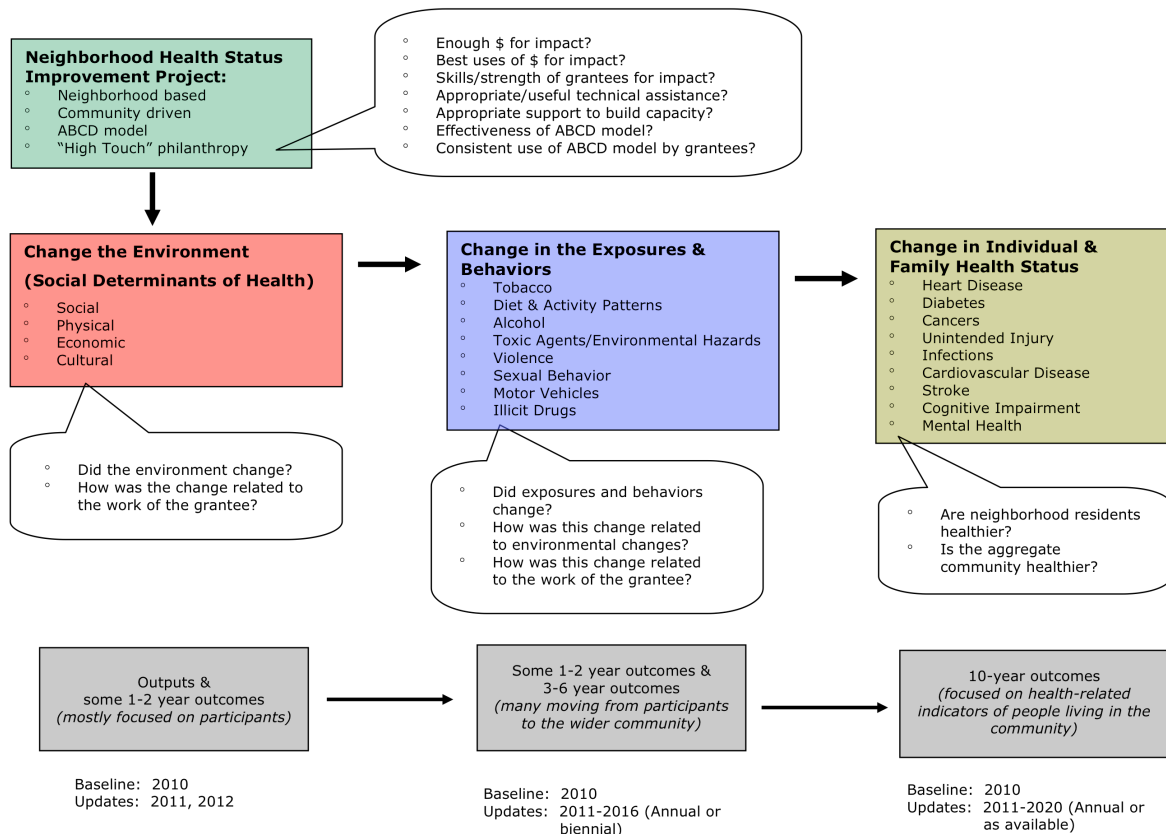 Neighborhood Health Status
Improvement Project:
° Neighborhood based
° Community driven
° ABCD model
° “High Touch” philanthropy
° Enough $ for impact?
° Best uses of $ for impact?
° Skills/strength of grantees for impact?
° Appropriate/useful technical assistance?
° Appropriate support to build capacity?
° Effectiveness of ABCD model?
° Consistent use of ABCD model by grantees?
Change the Environment
(Social Determinants of Health)
° Social
° Physical
° Economic
° Cultural
Change in the Exposures &
Behaviors
° Tobacco
° Diet & Activity Patterns
° Alcohol
° Toxic Agents/Environmental Hazards
° Violence
° Sexual Behavior
° Motor Vehicles
° Illicit Drugs
Change in Individual &
Family Health Status
° Heart Disease
° Diabetes
° Cancers
° Unintended Injury
° Infections
° Cardiovascular Disease
° Stroke
° Cognitive Impairment
° Mental Health
° Did the environment change?
° How was the change related to
the work of the grantee?
° Did exposures and behaviors
change?
° How was this change related
to environmental changes?
° How was this change related
to the work of the grantee?
° Are neighborhood residents
healthier?
° Is the aggregate
community healthier?
Outputs &
some 1-2 year outcomes
(mostly focused on participants)
Some 1-2 year outcomes &
3-6 year outcomes
(many moving from participants
to the wider community)
10-year outcomes
(focused on health-related
indicators of people living in the
community)
Baseline: 2010
Updates: 2011, 2012
Baseline: 2010
Updates: 2011-2016 (Annual or
biennial)
Baseline: 2010
Updates: 2011-2020 (Annual or
as available)